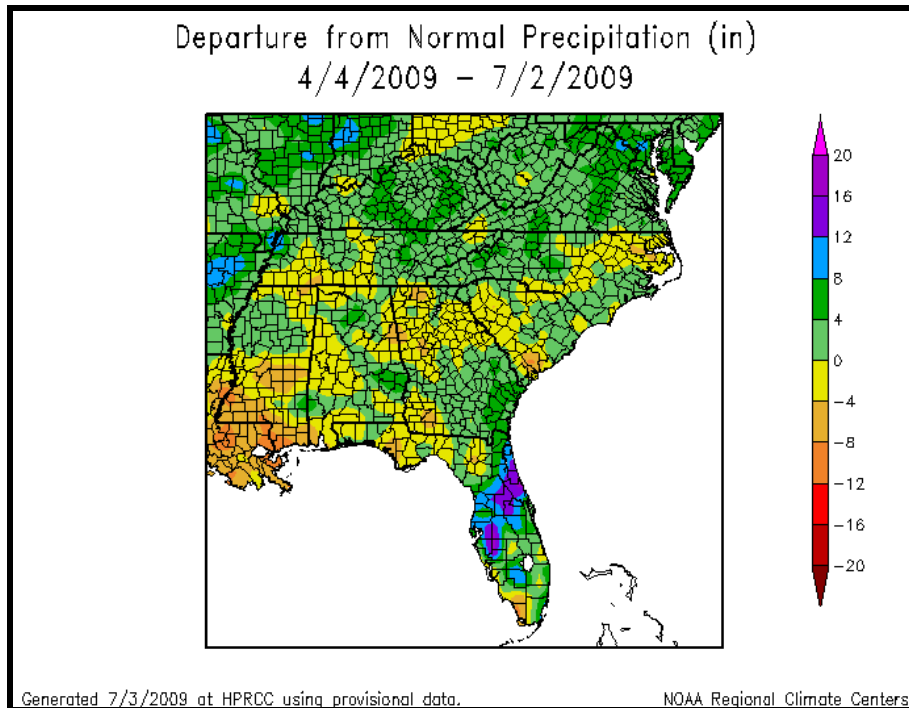 Departure from Normal Precipitation (in)
4/4/2009 – 7/2/2009
20
16
12
8
4
0
−4
−8
−12
−16
−20
Generated 7/3/2009 at HPRCC using provisional data.
NOAA Regional Climate Centers